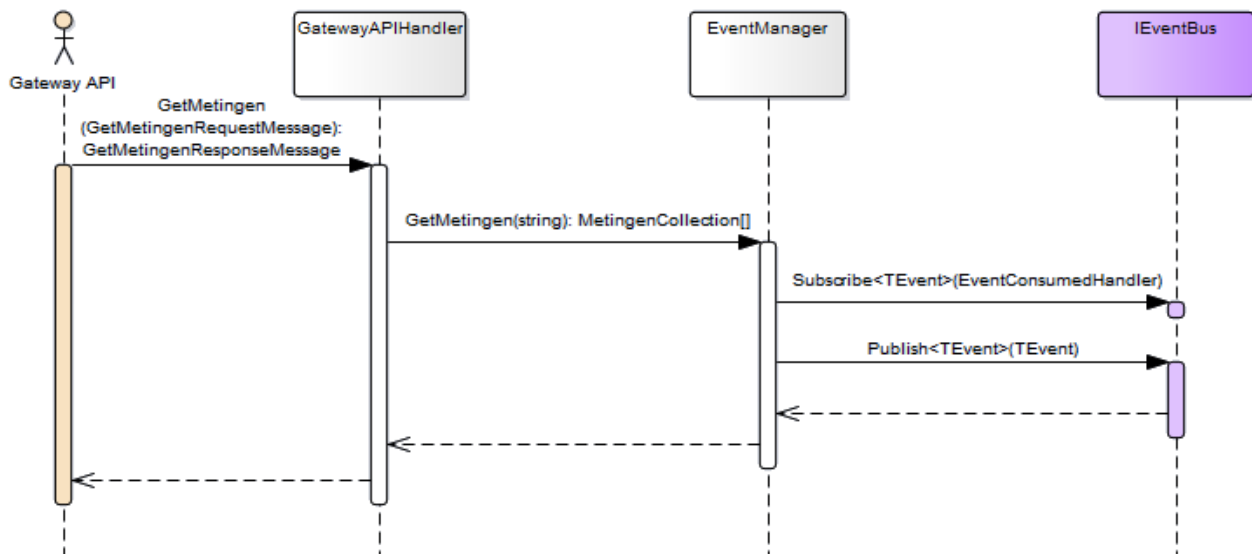 Gateway API
GatewayAPIHandler
EventManager
IEventBus
GetMetingen
(GetMetingenRequestMessage):
GetMetingenResponseMessage
GetMetingen(string): MetingenCollection[]
Subscribe<TEvent>(EventConsumedHandler)
Publish<TEvent>(TEvent)